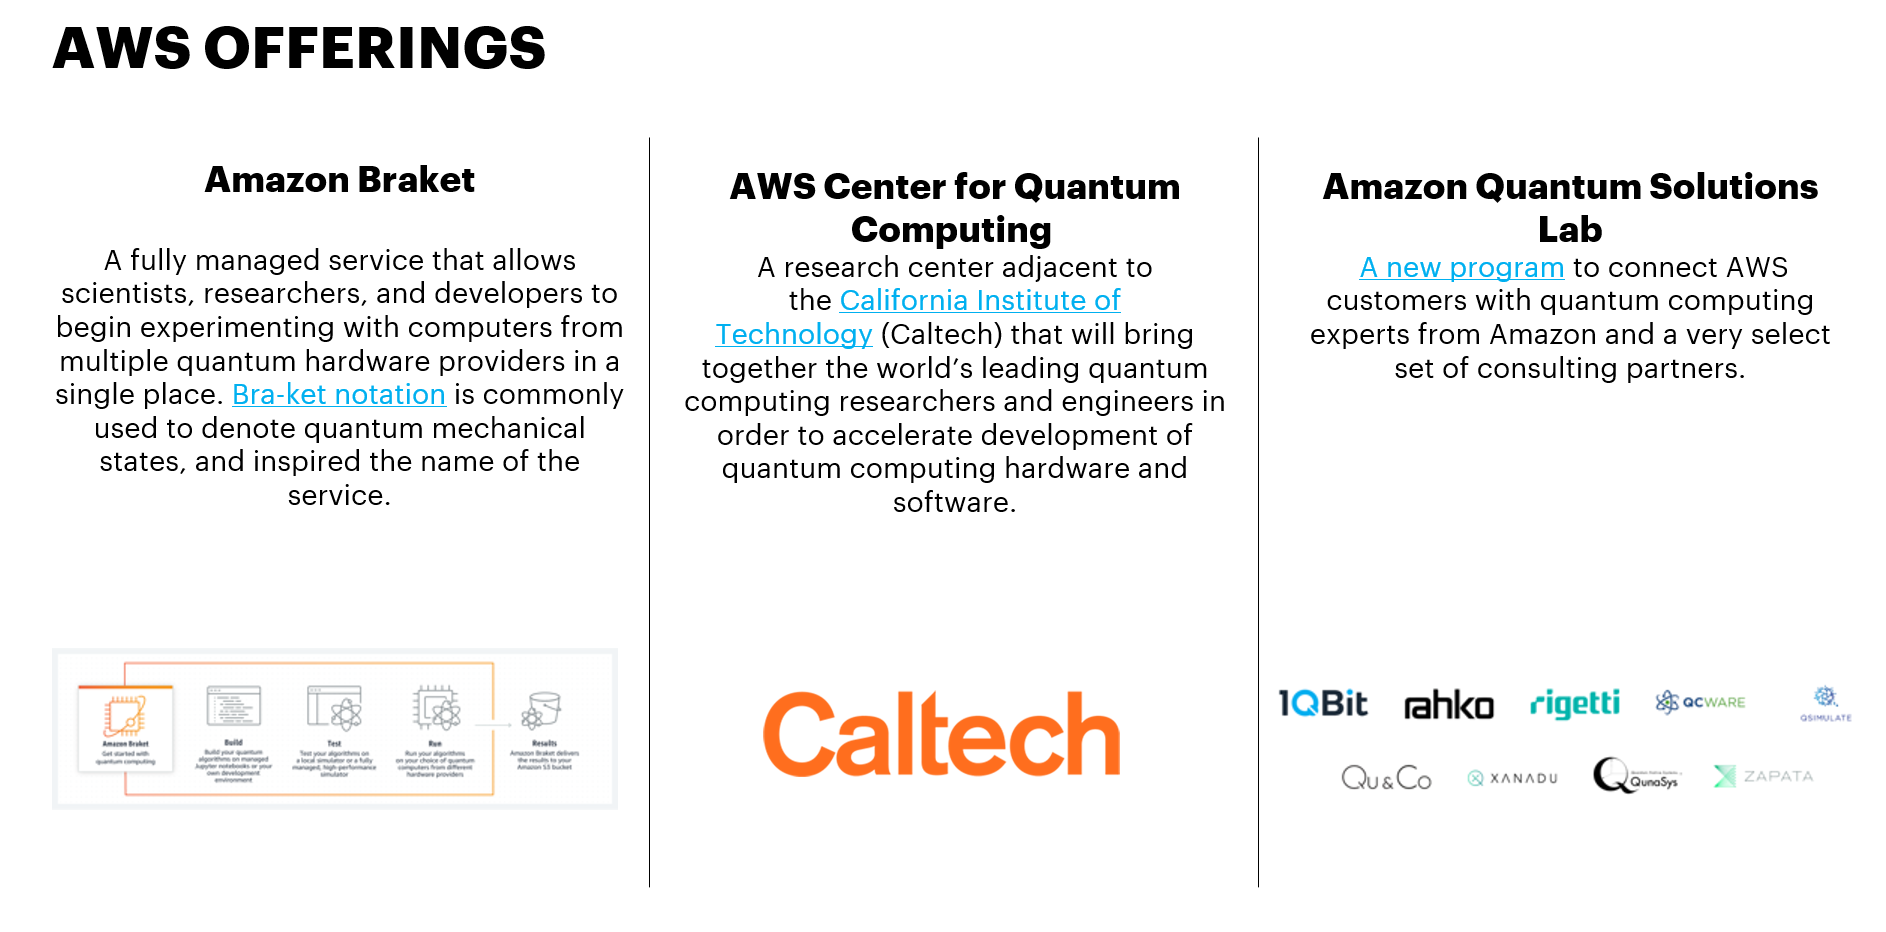 AWS OFFERINGS
Amazon Braket
A fully managed service that allows
scientists, researchers, and developers to
begin experimenting with computers from
multiple quantum hardware providers in a
single place. Bra-ket notation is commonly
used to denote quantum mechanical
states, and inspired the name of the
service.
Amazon Braket
Get started with
quantum computing
Build
Build your quantum
algorithms on managed
Jupyter notebooks or your
own development
environment
Test
Test your algorithms on
a local simulator or a fully
managed, high-performance
simulator
Run
Run your algorithms
on your choice of quantum
computers from different
hardware providers
Results
Amazon Braket delivers
the results to your
Amazon S3 bucket
AWS Center for Quantum
Computing
A research center adjacent to
the California Institute of
Technology (Caltech) that will bring
together the world’s leading quantum
computing researchers and engineers in
order to accelerate development of
quantum computing hardware and
software.
Caltech
Amazon Quantum Solutions
Lab
A new program to connect AWS
customers with quantum computing
experts from Amazon and a very select
set of consulting partners.
1QBit
rahko
rigetti
QCWARE
QSIMULATE
Qu&Co
XANADU
QunaSys
ZAPATA